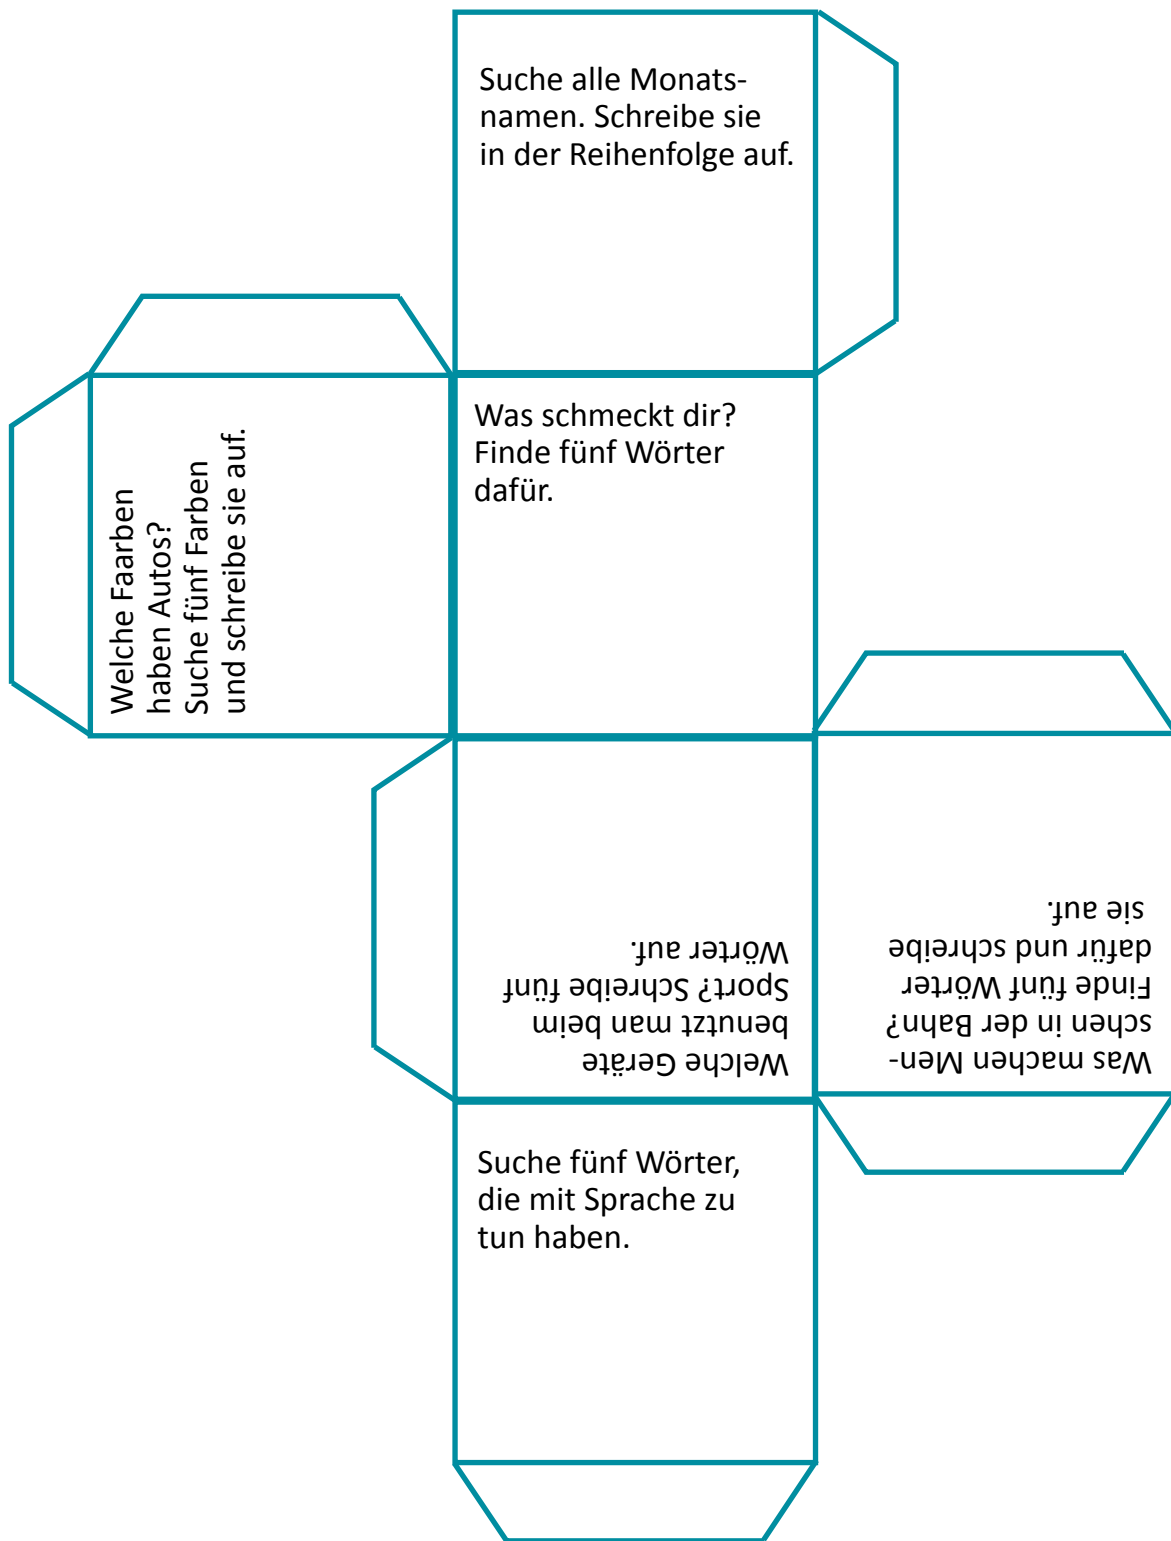 Suche alle Monats-
namen. Schreibe sie
in der Reihenfolge auf.
Welche Faarben
haben Autos?
Suche fünf Farben
und schreibe sie auf.
Was schmeckt dir?
Finde fünf Wörter
dafür.
Welche Geräte
benutzt man beim
Sport? Schreibe fünf
Wörter auf.
Was machen Men-
schen in der Bahn?
Finde fünf Wörter
dafür und schreibe
sie auf.
Suche fünf Wörter,
die mit Sprache zu
tun haben.